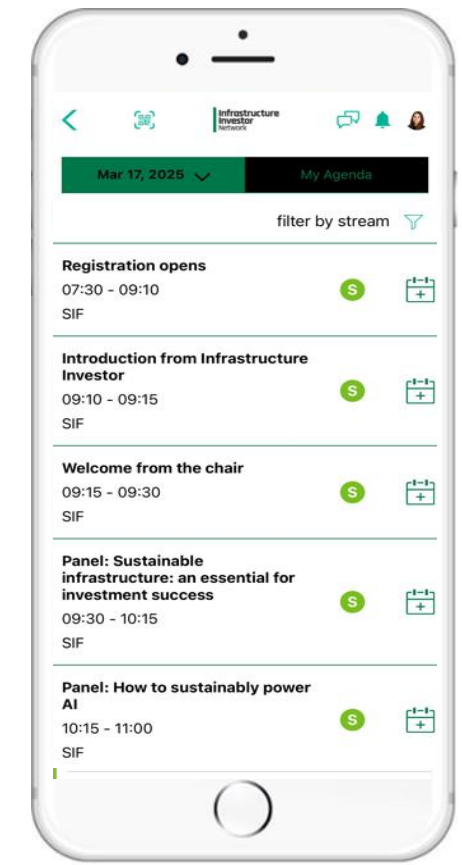 Infrastructure
Investor
Network
Mar 17, 2025
My Agenda
filter by stream
Registration opens
07:30 - 09:10
S
SIF
Introduction from Infrastructure
Investor
09:10 - 09:15
S
SIF
Welcome from the chair
09:15 - 09:30
S
SIF
Panel: Sustainable
infrastructure: an essential for
investment success
09:30 - 10:15
S
SIF
Panel: How to sustainably power
AI
10:15 - 11:00
S
SIF